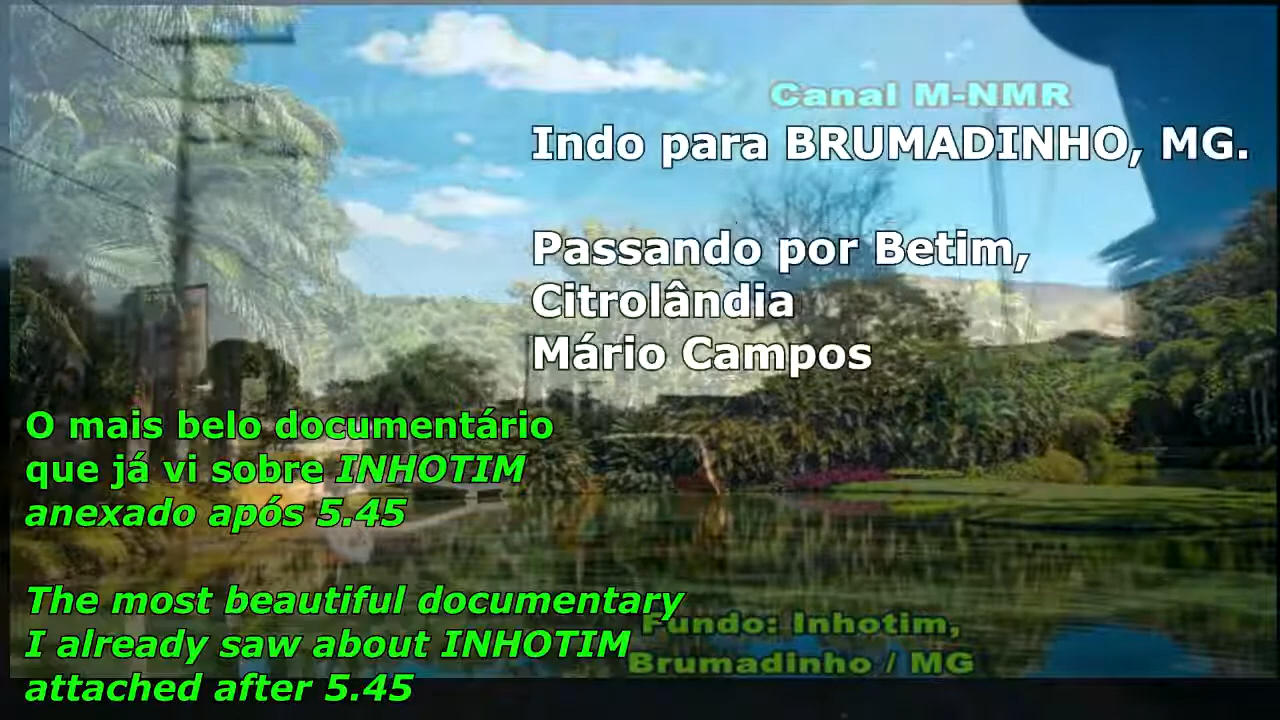 Canal M-NMR
Indo para BRUMADINHO, MG.
Passando por Betim,
Citrolândia
Mário Campos
O mais belo documentário
que já vi sobre INHOTIM
anexado após 5.45
The most beautiful documentary
I already saw about INHOTIM
attached after 5.45
Fundo: Inhotim,
Brumadinho / MG